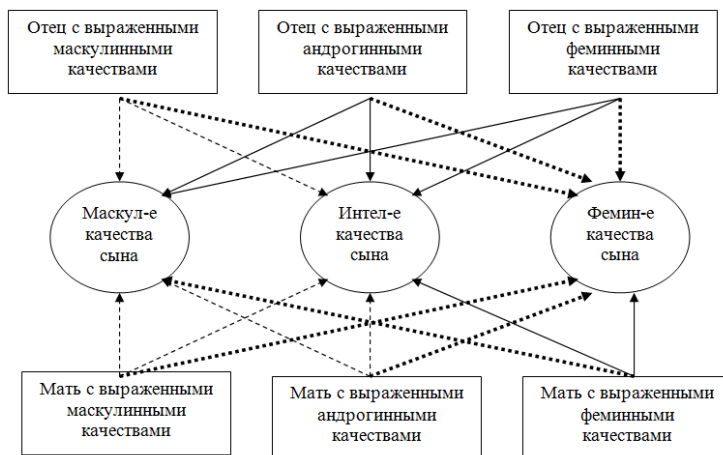 Отец с выраженными
маскулинными
качествами
Отец с выраженными
андрогинными
качествами
Отец с выраженными
феминными
качествами
Маскул-е
качества
сына
Интел-е
качества
сына
Фемин-е
качества
сына
Мать с выраженными
маскулинными
качествами
Мать с выраженными
андрогинными
качествами
Мать с выраженными
феминными
качествами